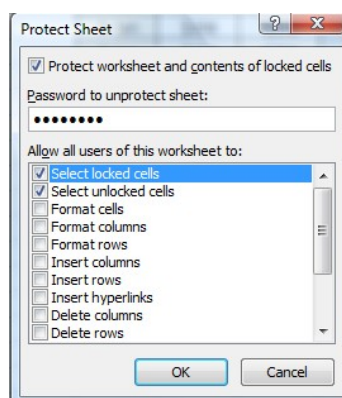 Protect Sheet
Protect worksheet and contents of locked cells
Password to unprotect sheet:
••••••••
Allow all users of this worksheet to:
Select locked cells
Select unlocked cells
Format cells
Format columns
Format rows
Insert columns
Insert rows
Insert hyperlinks
Delete columns
Delete rows
OK Cancel